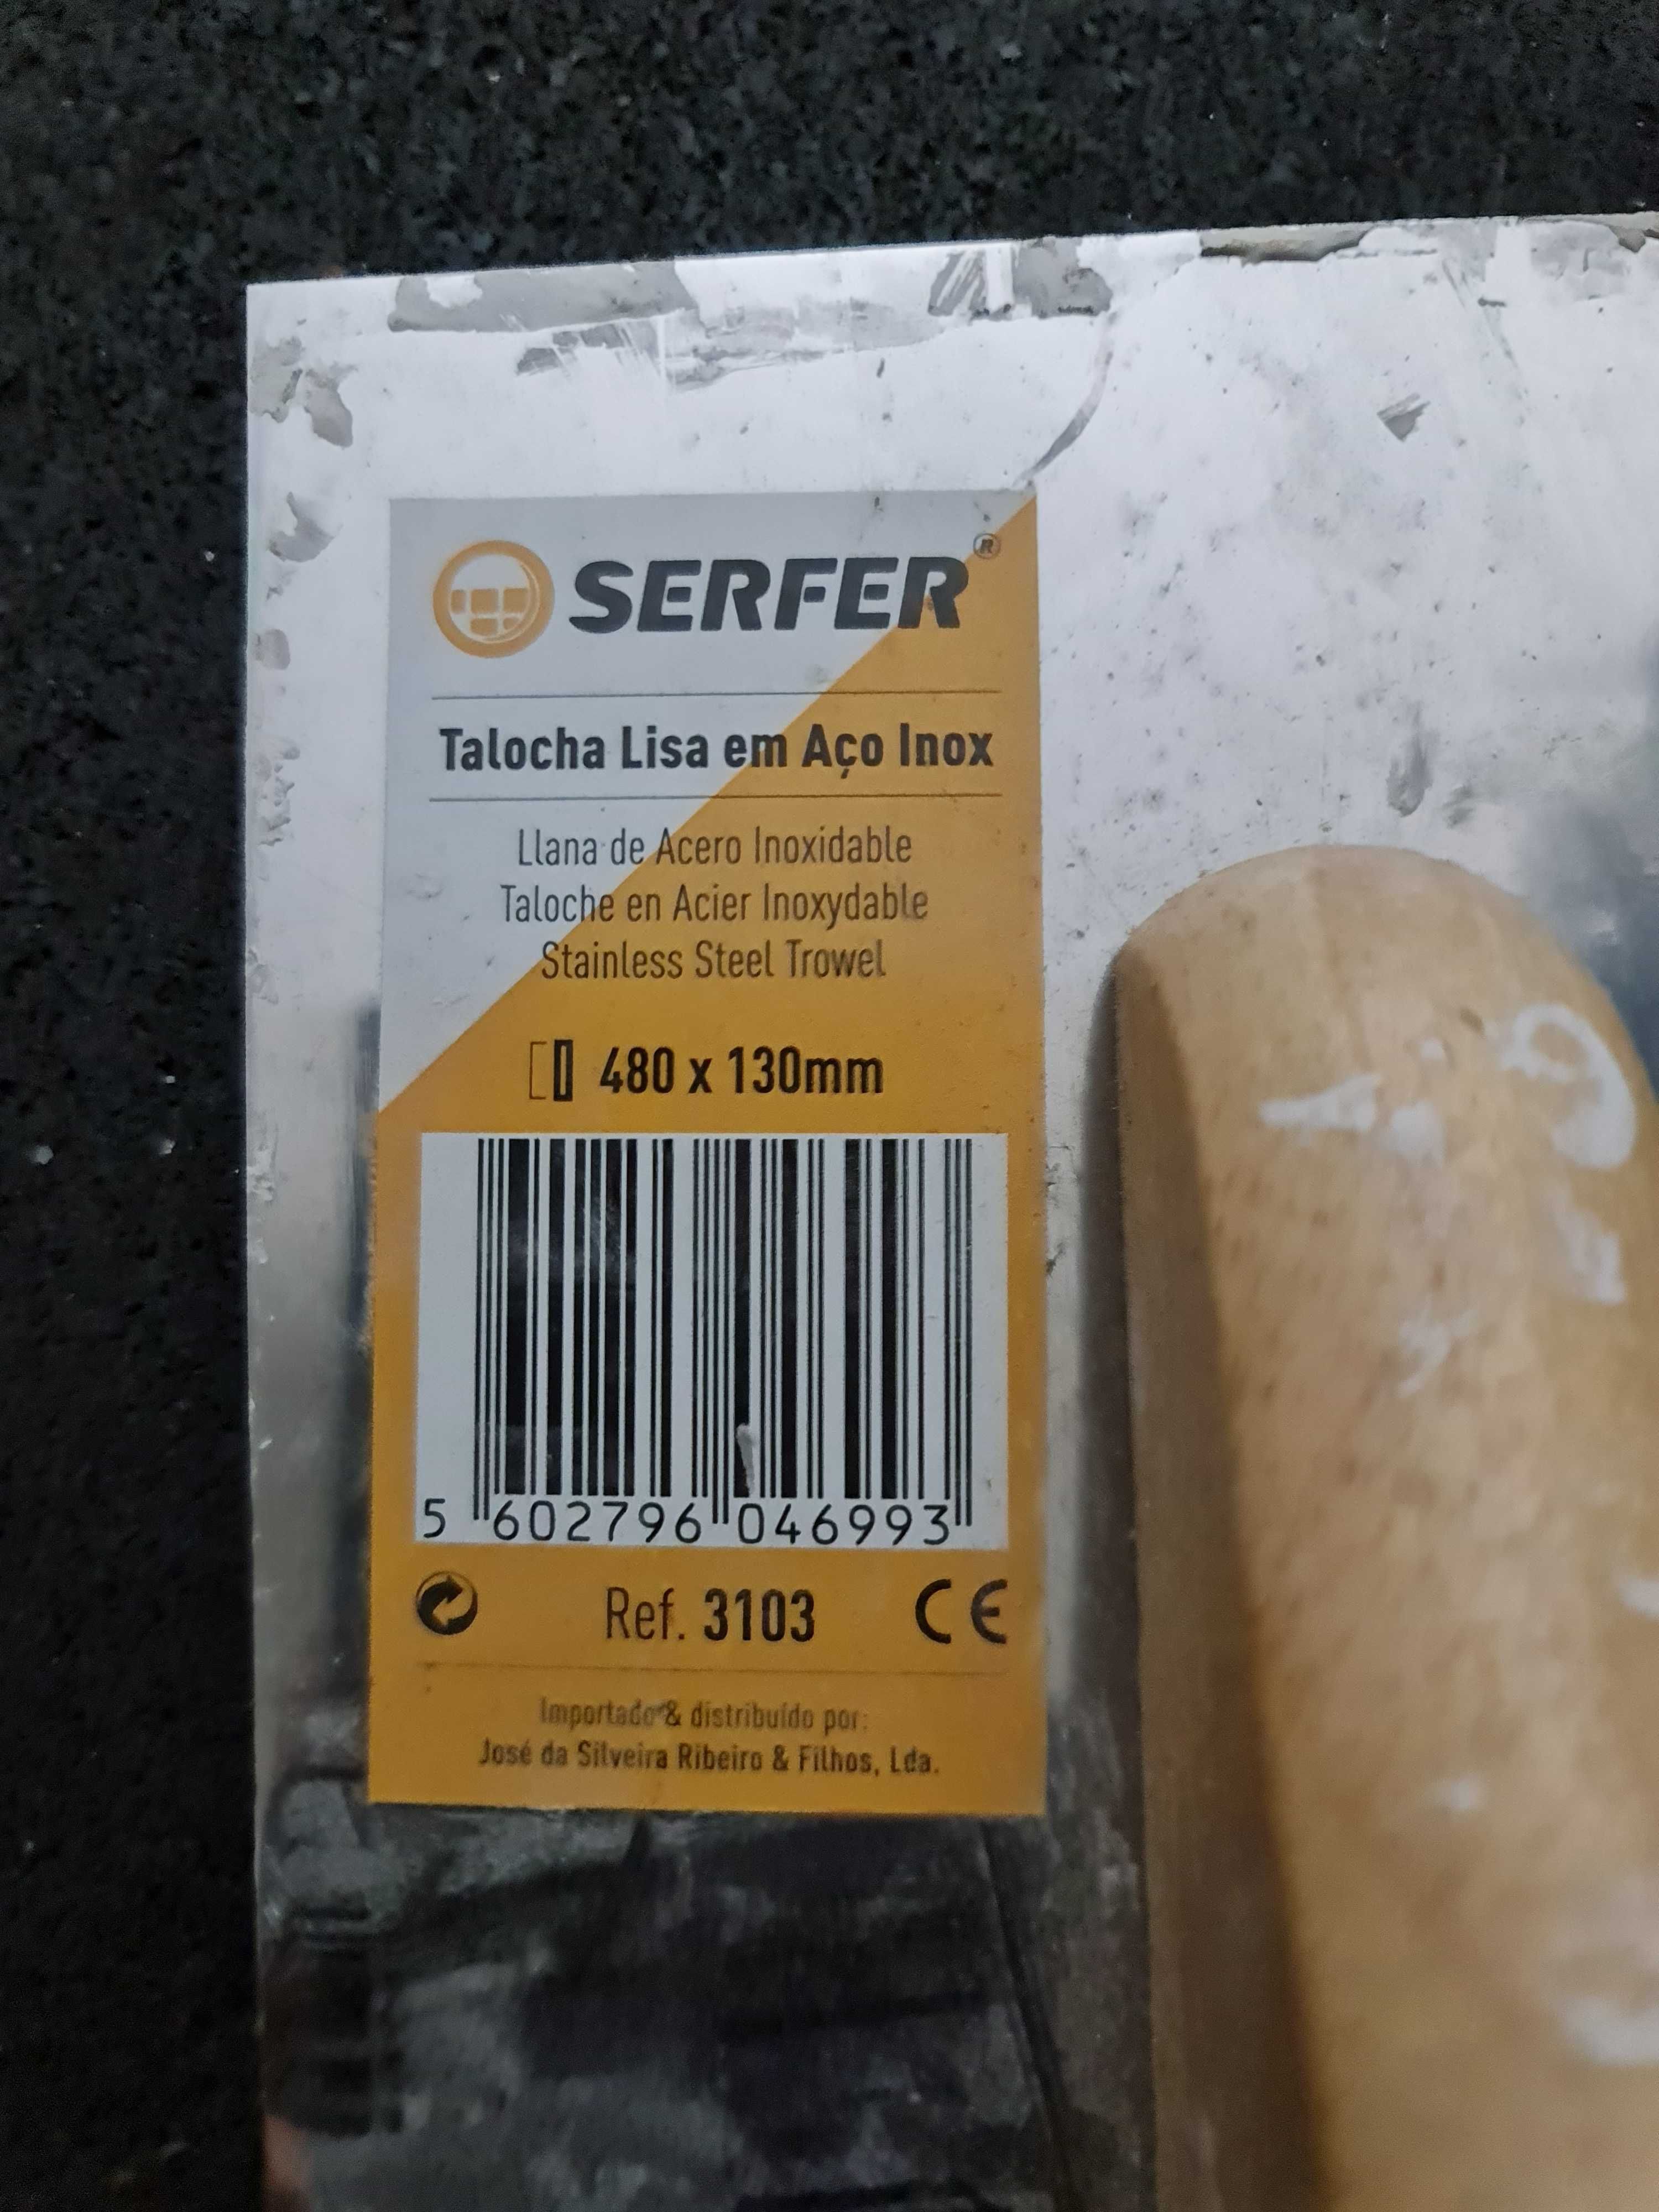 SERFER®
Talocha Lisa em Aço Inox
Llana de Acero Inoxidable
Taloche en Acier Inoxydable
Stainless Steel Trowel
480 x 130mm
5 602796 046993
Ref. 3103 CE
Importado & distribuído por:
José da Silveira Ribeiro & Filhos, Lda.